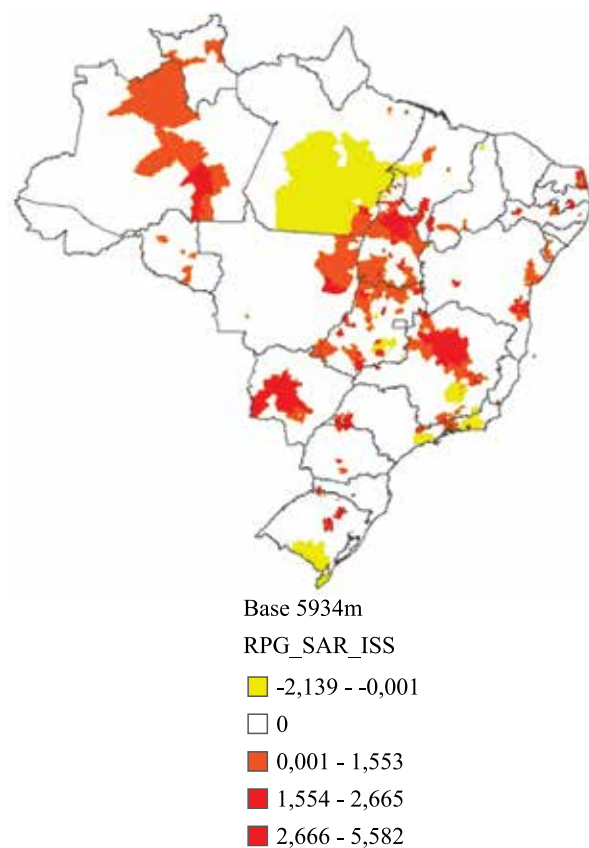 Base 5934m
RPG_SAR_ISS
-2,139 - -0,001
0
0,001 - 1,553
1,554 - 2,665
2,666 - 5,582